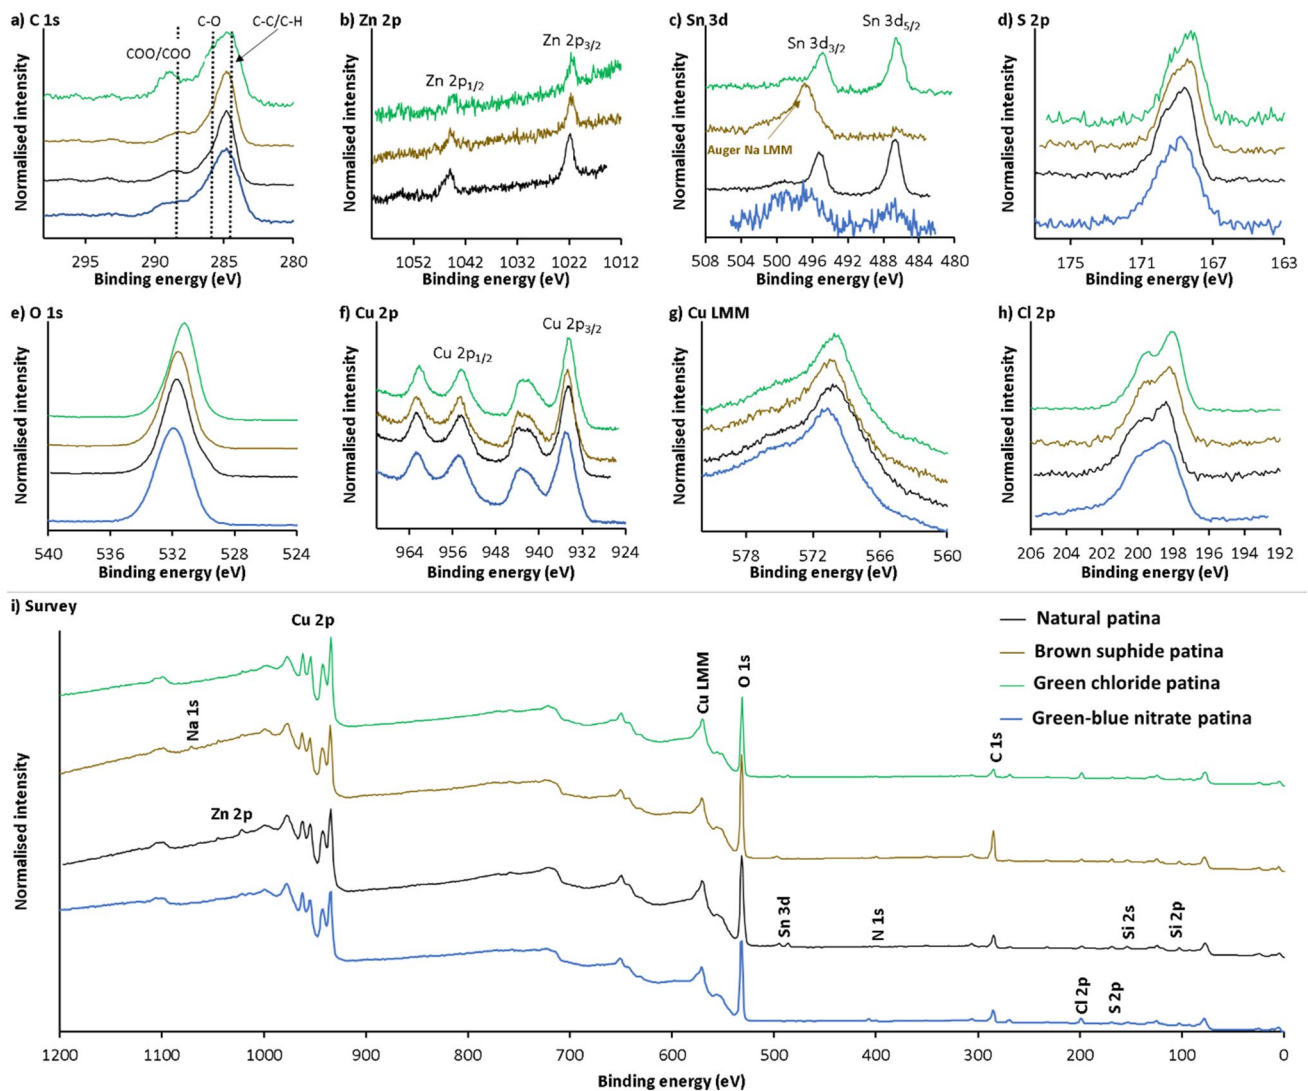 a) C 1s
C-O
C-C/C-H
COO/COO
Normalised intensity
295 289 285 280
Binding energy (eV)
b) Zn 2p
Zn 2p3/2
Zn 2p1/2
Normalised intensity
1052 1042 1032 1022 1012
Binding energy (eV)
c) Sn 3d
Sn 3d5/2
Sn 3d3/2
Auger Na LMM
Normalised intensity
508 504 500 496 492 488 484 480
Binding energy (eV)
d) S 2p
Normalised intensity
175 171 167 163
Binding energy (eV)
e) O 1s
Normalised intensity
540 536 531 528 524
Binding energy (eV)
f) Cu 2p
Cu 2p3/2
Cu 2p1/2
Normalised intensity
964 956 948 940 934 924
Binding energy (eV)
g) Cu LMM
Normalised intensity
578 570 566 560
Binding energy (eV)
h) Cl 2p
Normalised intensity
206 204 202 200 198 196 194 192
Binding energy (eV)
i) Survey
Cu 2p
Na 1s
Zn 2p
Cu LMM
O 1s
Sn 3d
N 1s
C 1s
Cl 2p
S 2p
Si 2s
Si 2p
Natural patina
Brown suphide patina
Green chloride patina
Green-blue nitrate patina
Normalised intensity
1200 1100 1000 900 800 700 600 500 400 300 200 100 0
Binding energy (eV)